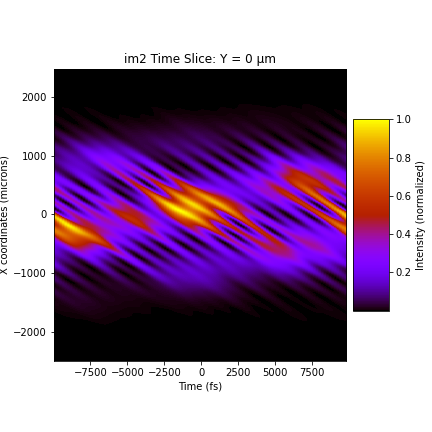 im2 Time Slice: Y = 0 μm
X coordinates (microns)
2000
1000
0
−1000
−2000
−7500 −5000 −2500 0 2500 5000 7500
Time (fs)
1.0
0.8
0.6
0.4
0.2
Intensity (normalized)